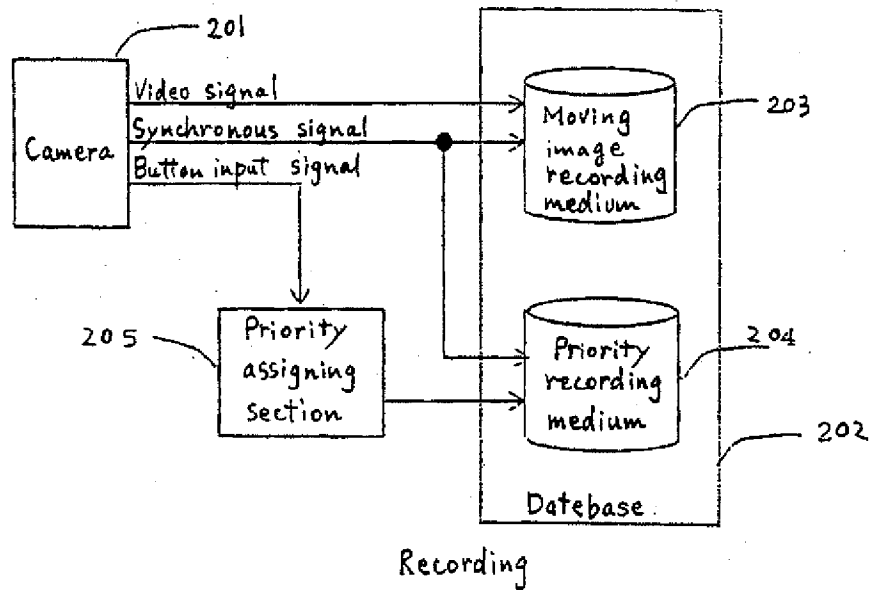 201
Camera
Video signal
Synchronous signal
Button input signal
Moving
image
recording
medium
203
205
Priority
assigning
section
Priority
recording
medium
204
202
Datebase
Recording